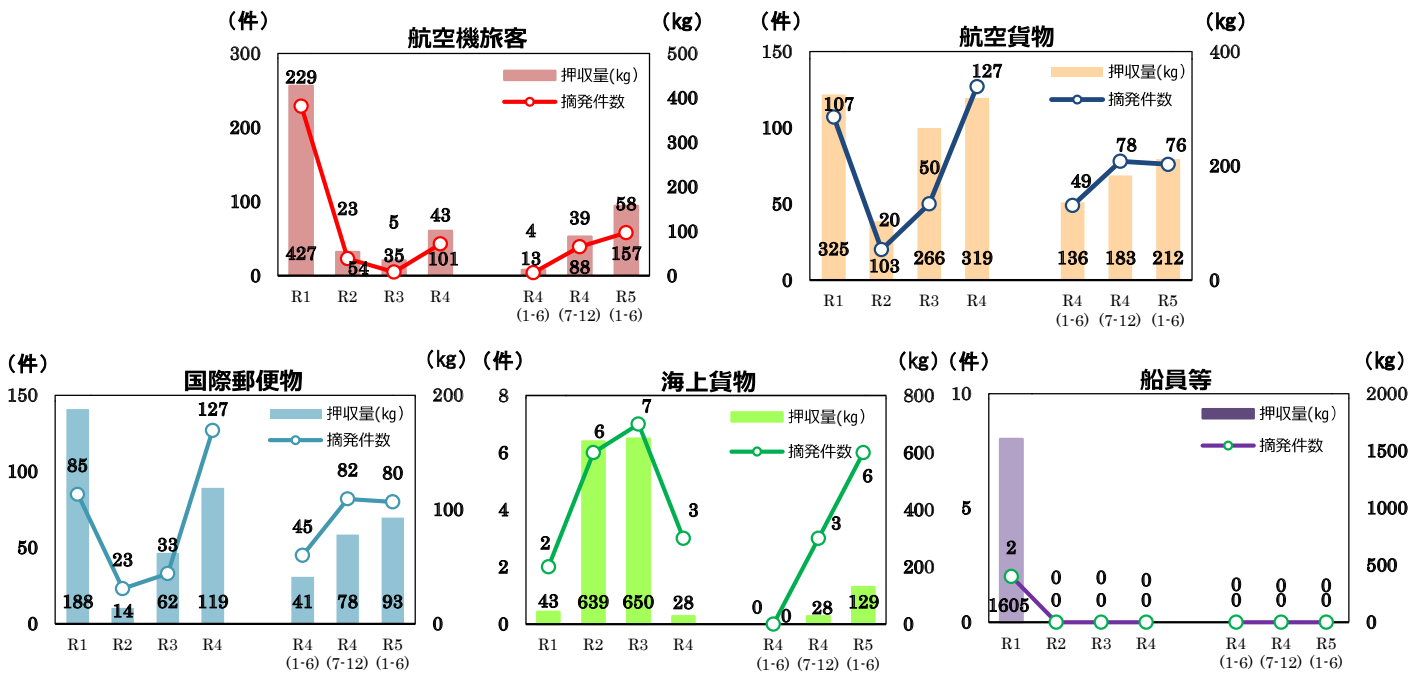 （件）
航空機旅客
（kg）
300
200
100
0
500
400
300
200
100
0
押収量(kg)
摘発件数
229
23
5
43
4
39
58
427
54
35
101
13
88
157
R1
R2
R3
R4
R4
(1-6)
R4
(7-12)
R5
(1-6)
（件）
航空貨物
（kg）
150
100
50
0
400
200
0
押収量(kg)
摘発件数
107
20
50
127
49
78
76
325
103
266
319
136
183
212
R1
R2
R3
R4
R4
(1-6)
R4
(7-12)
R5
(1-6)
（件）
国際郵便物
（kg）
150
100
50
0
200
100
0
押収量(kg)
摘発件数
85
23
33
127
45
82
80
188
14
62
119
41
78
93
R1
R2
R3
R4
R4
(1-6)
R4
(7-12)
R5
(1-6)
（件）
海上貨物
（kg）
8
6
4
2
0
800
600
400
200
0
押収量(kg)
摘発件数
2
6
7
3
0
3
6
43
639
650
28
0
28
129
R1
R2
R3
R4
R4
(1-6)
R4
(7-12)
R5
(1-6)
（件）
船員等
（kg）
10
5
0
2000
1500
1000
500
0
押収量(kg)
摘発件数
2
0
0
0
0
0
0
1605
0
0
0
0
0
0
R1
R2
R3
R4
R4
(1-6)
R4
(7-12)
R5
(1-6)